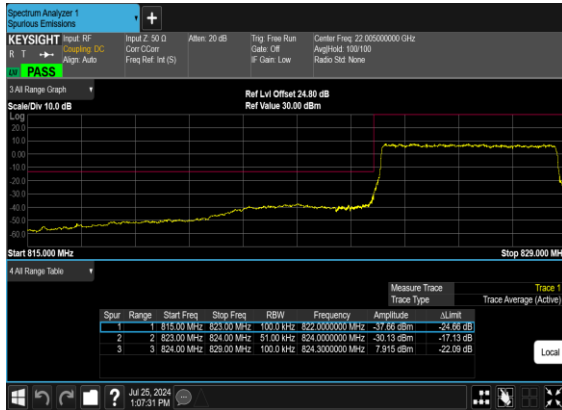 Spectrum Analyzer 1
Spurious Emissions
+
KEYSIGHT
R T
LV PASS
Input: RF
Coupling: DC
Align: Auto
Input Z: 50 Ω
Corr CCorr
Freq Ref: Int (S)
Atten: 20 dB
Trig: Free Run
Gate: Off
IF Gain: Low
Center Freq: 22.005000000 GHz
Avg|Hold: 100/100
Radio Std: None
3 All Range Graph
Scale/Div 10.0 dB
Ref Lvl Offset 24.80 dB
Ref Value 30.00 dBm
Log
20.0
10.0
0.00
-10.0
-20.0
-30.0
-40.0
-50.0
-60.0
Start 815.000 MHz
Stop 829.000 MHz
4 All Range Table
Measure Trace Trace 1
Trace Type Trace Average (Active)
Spur Range Start Freq Stop Freq RBW Frequency Amplitude ΔLimit
1 1 815.00 MHz 823.00 MHz 100.0 kHz 822.0000000 MHz -37.66 dBm -24.66 dB
2 2 823.00 MHz 824.00 MHz 51.00 kHz 824.0000000 MHz -30.13 dBm -17.13 dB
3 3 824.00 MHz 829.00 MHz 100.0 kHz 824.3000000 MHz 7.915 dBm -22.09 dB
Local
?
Jul 25, 2024
1:07:31 PM